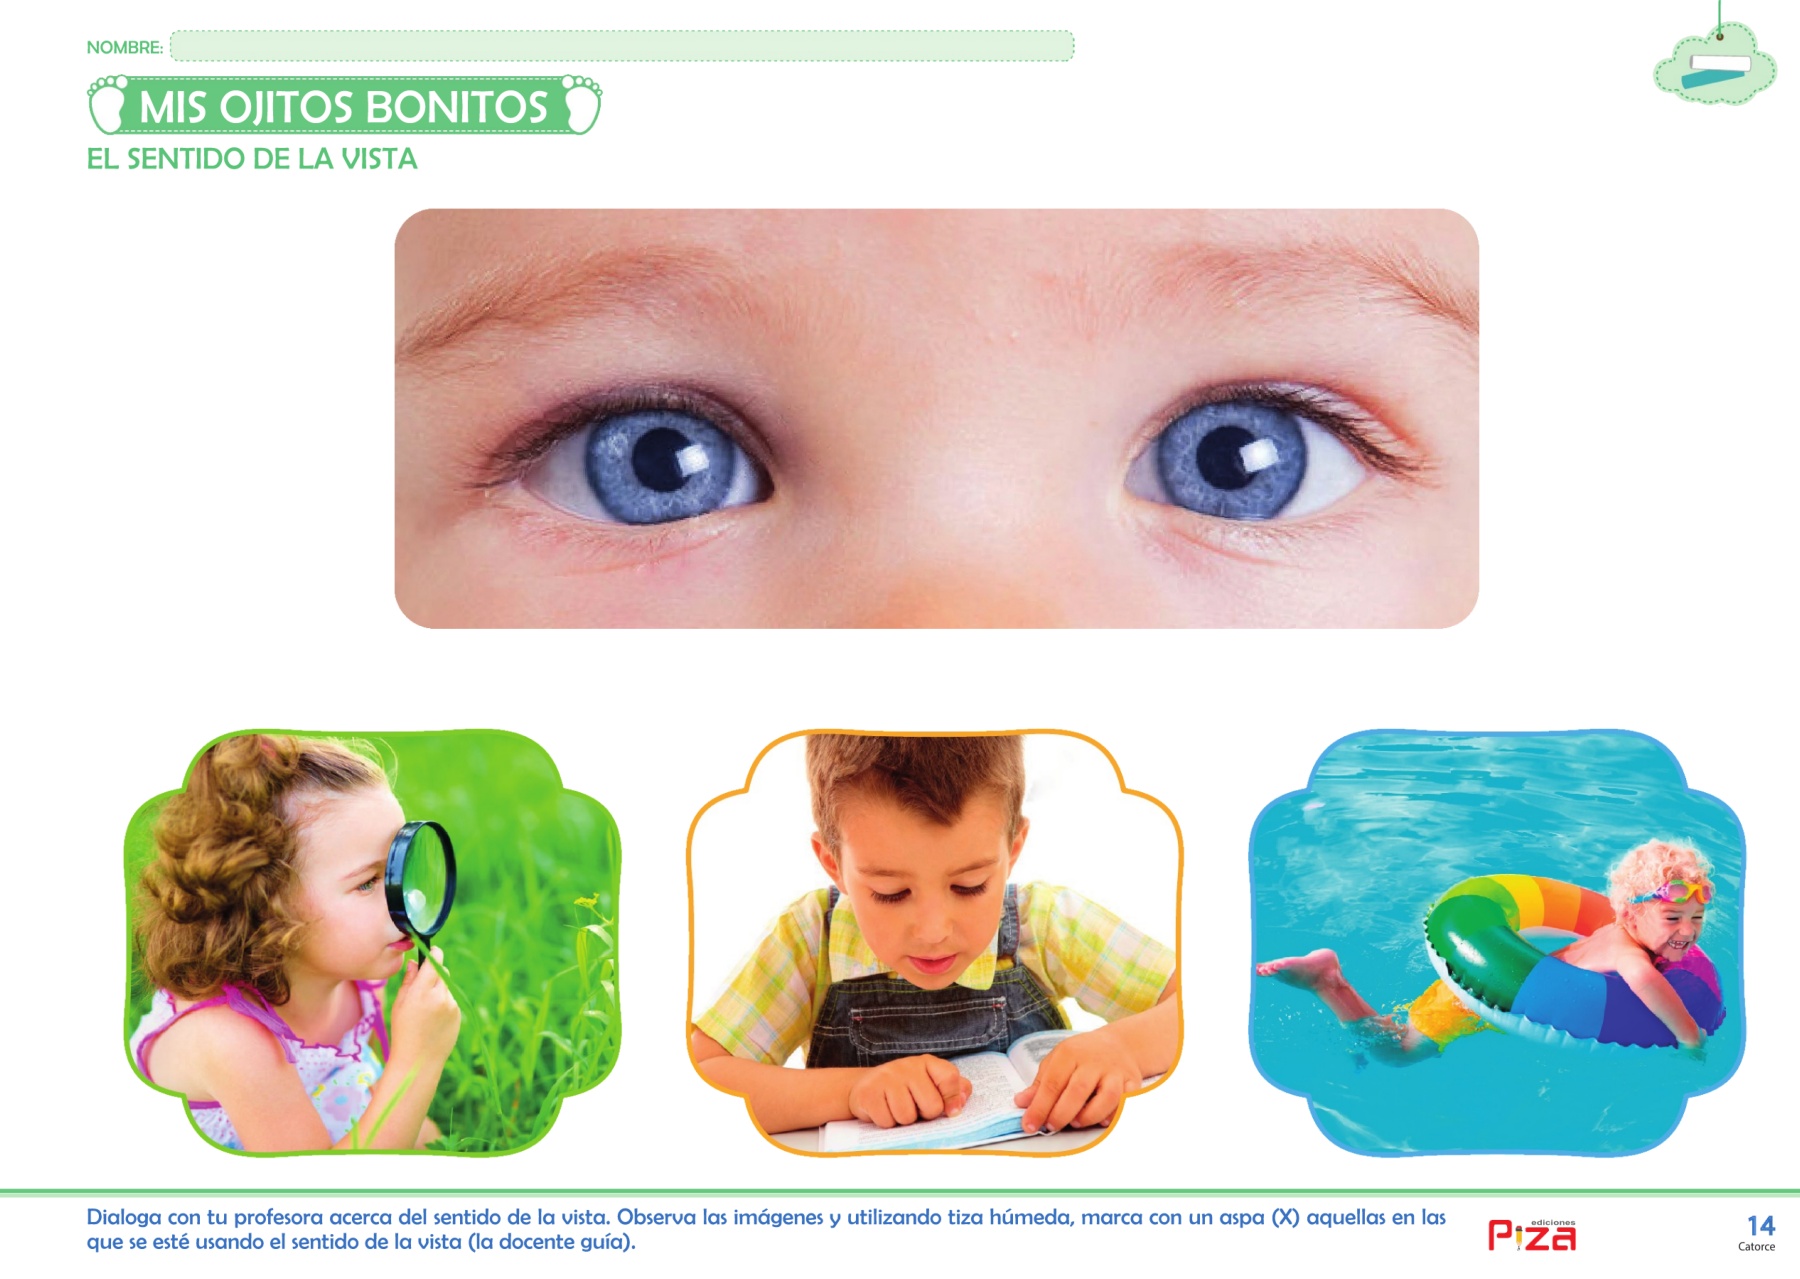 NOMBRE:
MIS OJITOS BONITOS
EL SENTIDO DE LA VISTA
Dialoga con tu profesora acerca del sentido de la vista. Observa las imágenes y utilizando tiza húmeda, marca con un aspa (X) aquellas en las
que se esté usando el sentido de la vista (la docente guía).
ediciones
Piza
14
Catorce